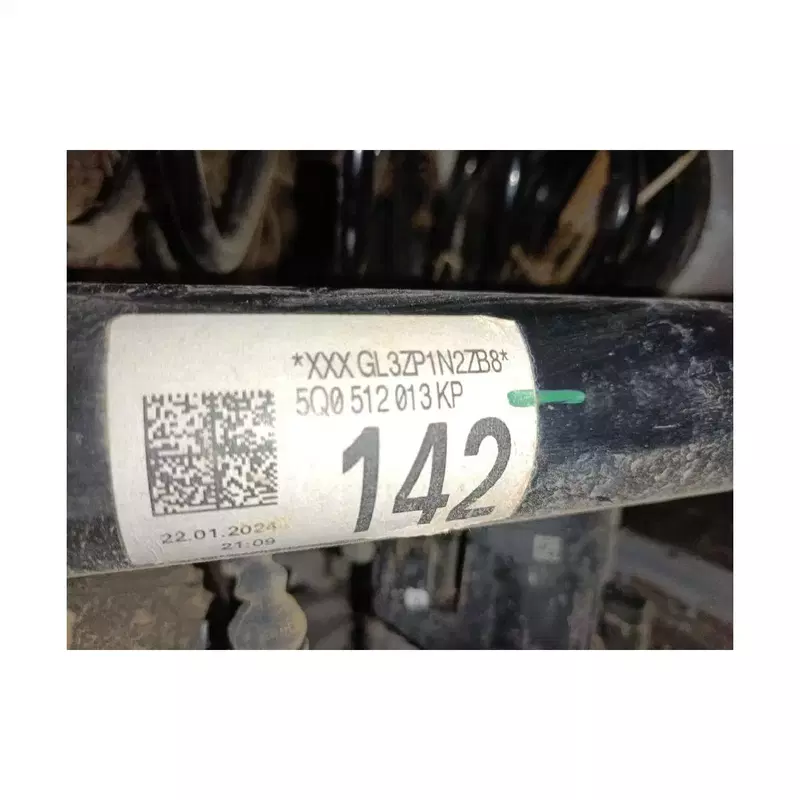 *XXX GL3ZP1N2ZB8*
5Q0 512 013 KP
142
22.01.2024
21:09